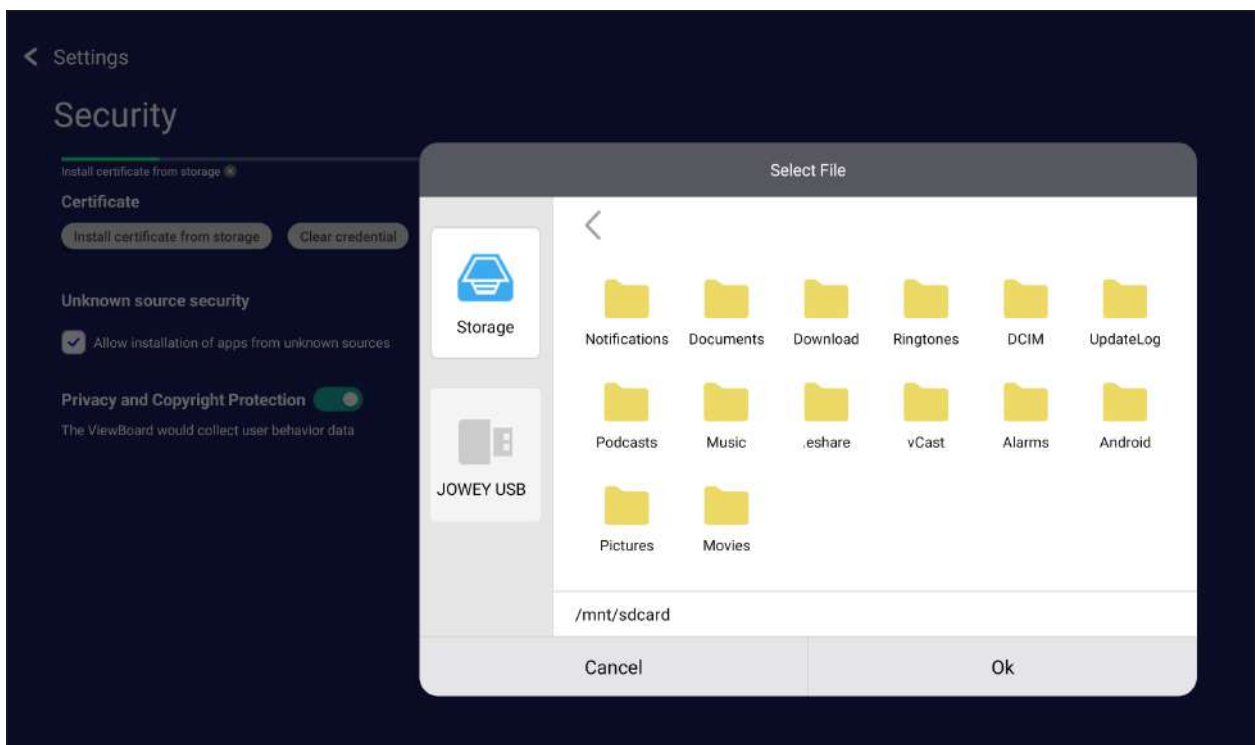 Settings
Security
Install certificate from storage
Certificate
Install certificate from storage Clear credential
Unknown source security
Allow installation of apps from unknown sources
Privacy and Copyright Protection
The ViewBoard would collect user behavior data
Select File
Storage
JOWEY USB
Notifications Documents Download Ringtones DCIM UpdateLog
Podcasts Music .eshare vCast Alarms Android
Pictures Movies
/mnt/sdcard
Cancel Ok